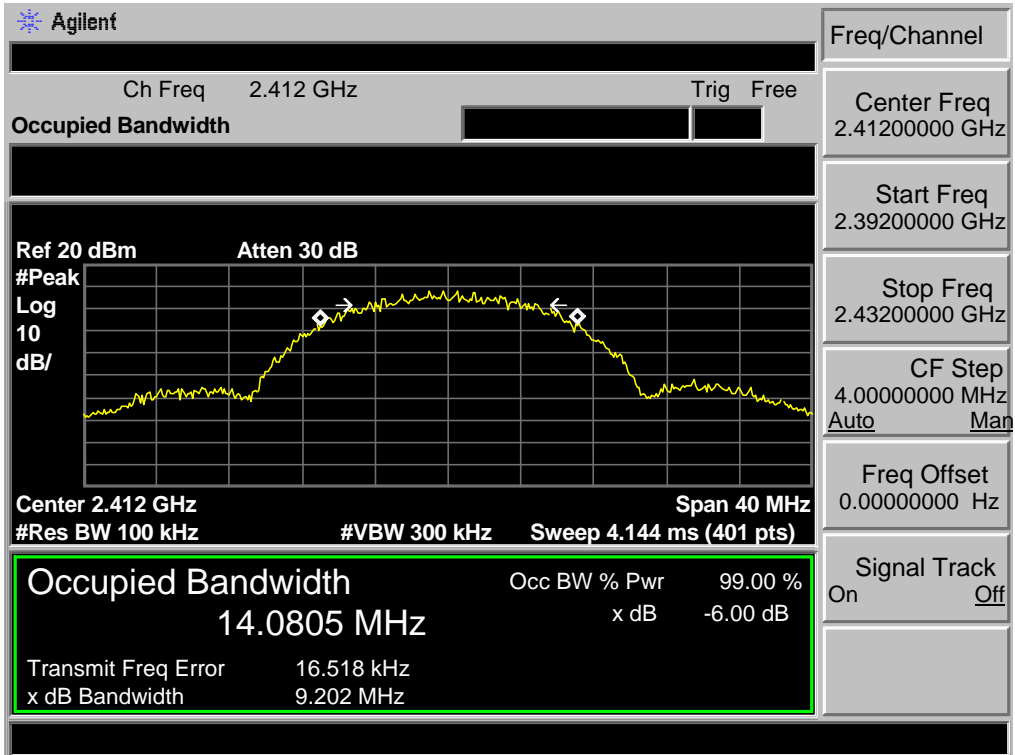 Agilent
Freq/Channel
Ch Freq 2.412 GHz Trig Free
Occupied Bandwidth
Center Freq
2.41200000 GHz
Start Freq
2.39200000 GHz
Stop Freq
2.43200000 GHz
CF Step
4.00000000 MHz
Auto Man
Freq Offset
0.00000000 Hz
Signal Track
On Off
Ref 20 dBm Atten 30 dB
#Peak
Log
10
dB/
Center 2.412 GHz Span 40 MHz
#Res BW 100 kHz #VBW 300 kHz Sweep 4.144 ms (401 pts)
Occupied Bandwidth Occ BW % Pwr 99.00 %
14.0805 MHz x dB -6.00 dB
Transmit Freq Error 16.518 kHz
x dB Bandwidth 9.202 MHz